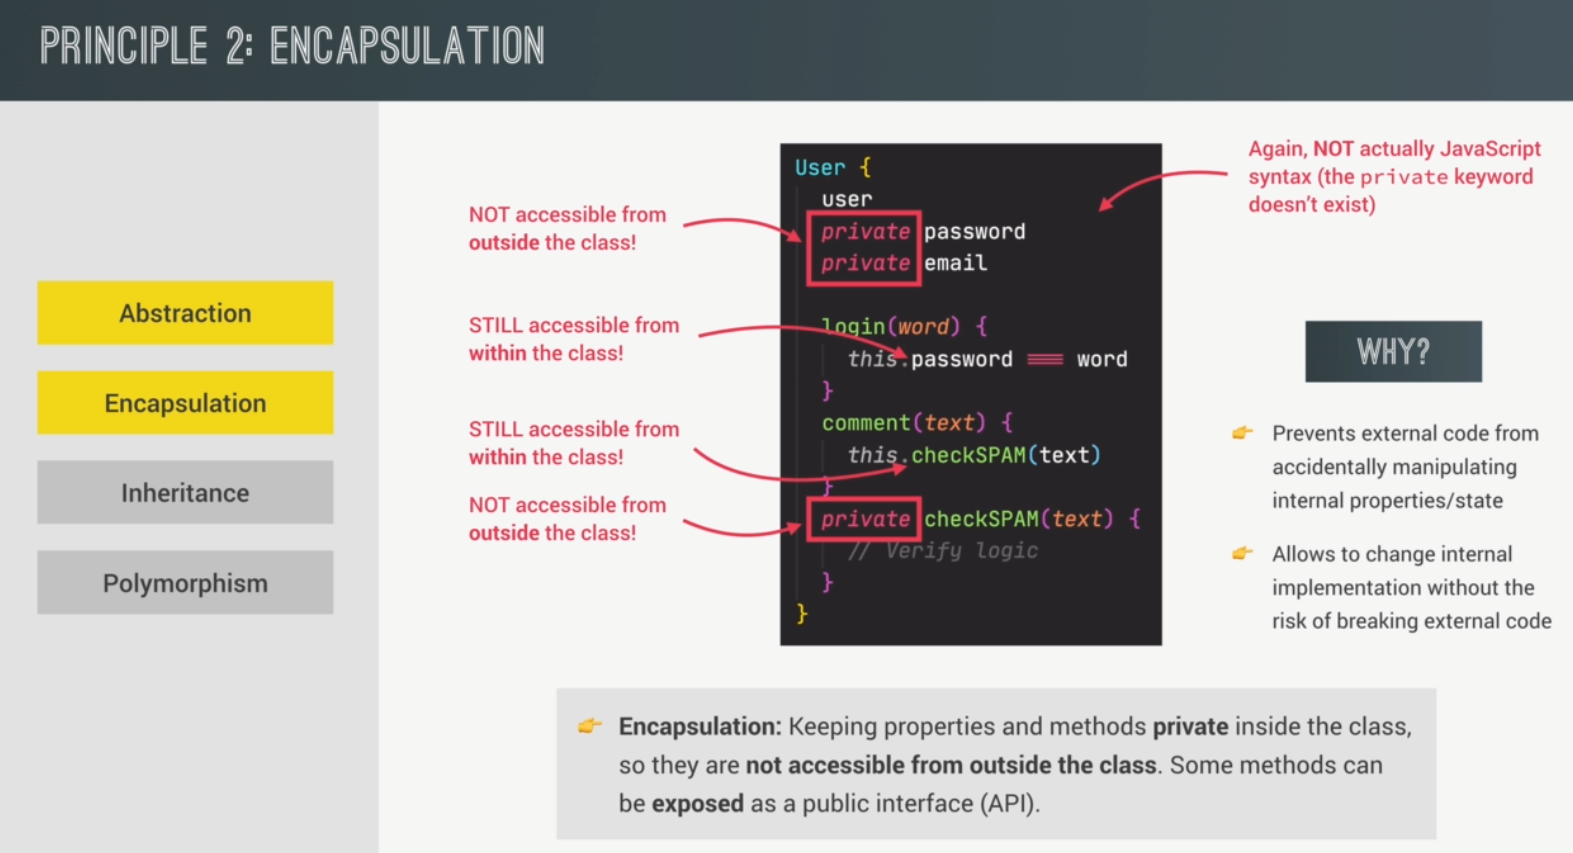 PRINCIPLE 2: ENCAPSULATION
Abstraction
Encapsulation
Inheritance
Polymorphism
NOT accessible from
outside the class!
STILL accessible from
within the class!
STILL accessible from
within the class!
NOT accessible from
outside the class!
User {
user
private password
private email
login(word) {
this.password === word
}
comment(text) {
this.checkSPAM(text)
}
private checkSPAM(text) {
// Verify logic
}
}
Again, NOT actually JavaScript
syntax (the private keyword
doesn't exist)
WHY?
👉 Prevents external code from
accidentally manipulating
internal properties/state
👉 Allows to change internal
implementation without the
risk of breaking external code
👉 Encapsulation: Keeping properties and methods private inside the class,
so they are not accessible from outside the class. Some methods can
be exposed as a public interface (API).